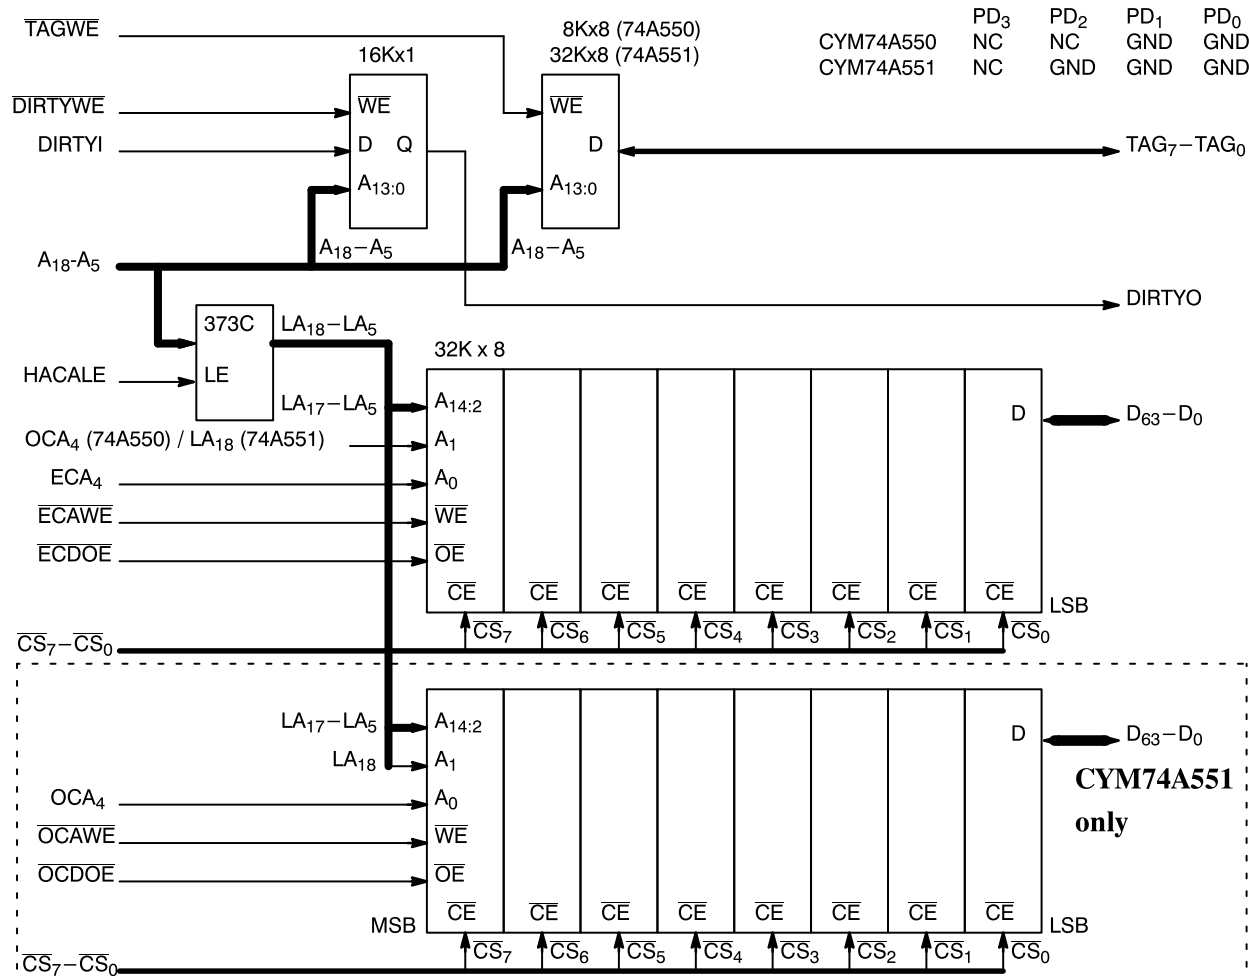 TAGWE
8Kx8 (74A550)
32Kx8 (74A551)
PD3 PD2 PD1 PD0
CYM74A550 NC NC GND GND
CYM74A551 NC GND GND GND
16Kx1
DIRTYWE
WE
WE
DIRTYI
D Q
D
TAG7–TAG0
A13:0
A13:0
A18–A5
A18–A5
A18-A5
DIRTYO
373C
LA18–LA5
32K x 8
HACALE
LE
LA17–LA5
A14:2
D
D63–D0
OCA4 (74A550) / LA18 (74A551)
A1
ECA4
A0
ECAWE
WE
ECDOE
OE
CE CE CE CE CE CE CE CE
LSB
CS7–CS0
CS7 CS6 CS5 CS4 CS3 CS2 CS1 CS0
LA17–LA5
A14:2
D
D63–D0
LA18
A1
CYM74A551
only
OCA4
A0
OCAWE
WE
OCDOE
OE
MSB
CE CE CE CE CE CE CE CE
LSB
CS7–CS0
CS7 CS6 CS5 CS4 CS3 CS2 CS1 CS0